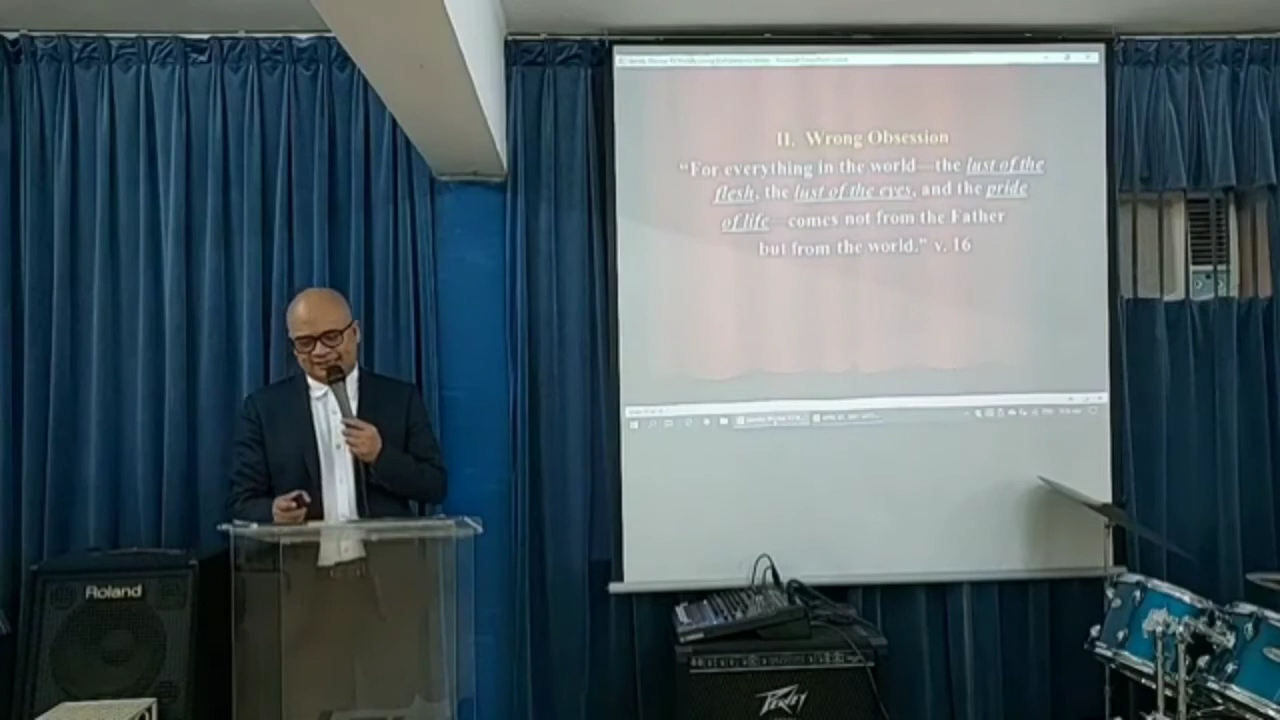 II. Wrong Obsession
“For everything in the world—the lust of the
flesh, the lust of the eyes, and the pride
of life—comes not from the Father
but from the world.” v. 16
Roland
PEAVEY